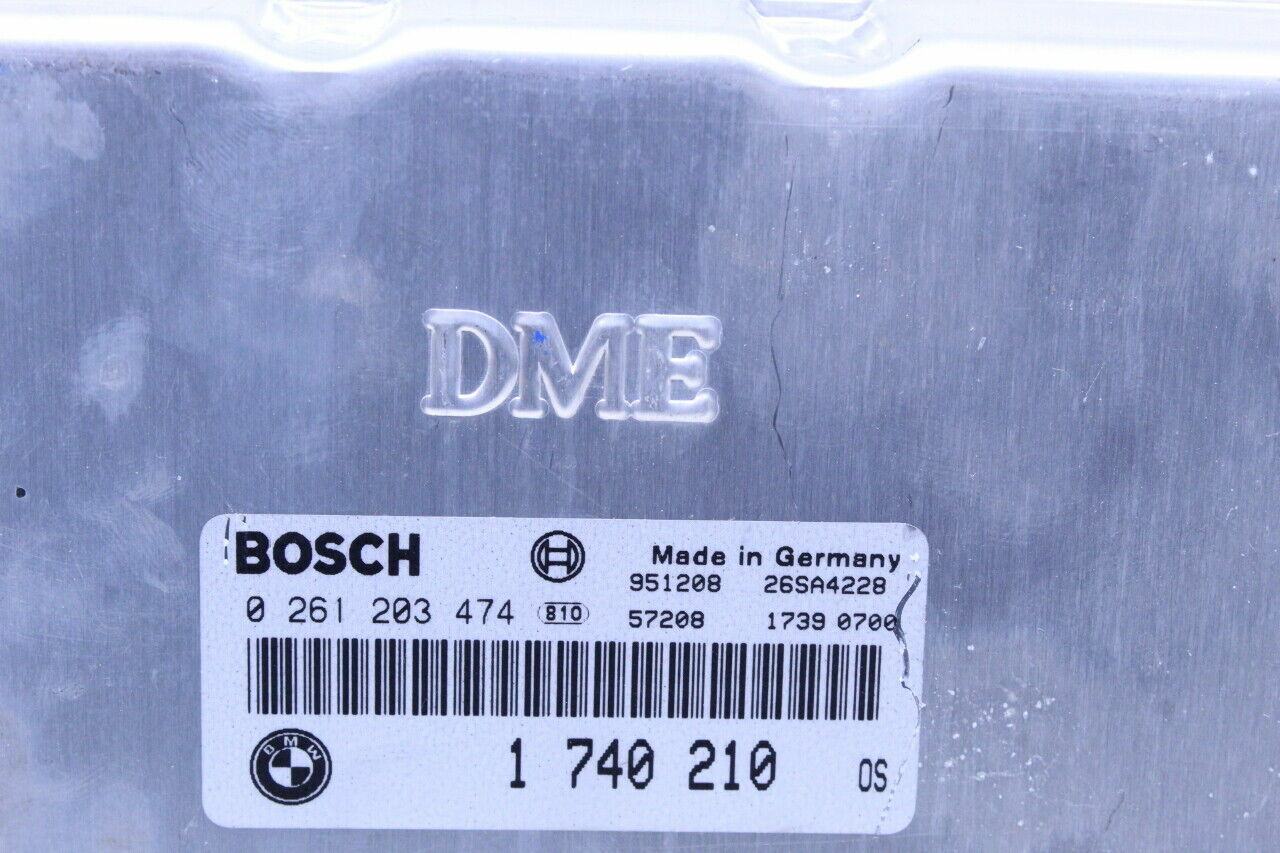 DME
BOSCH Made in Germany
951208 26SA4228
0 261 203 474 810 57208 1739 0700
BMW
1 740 210 OS